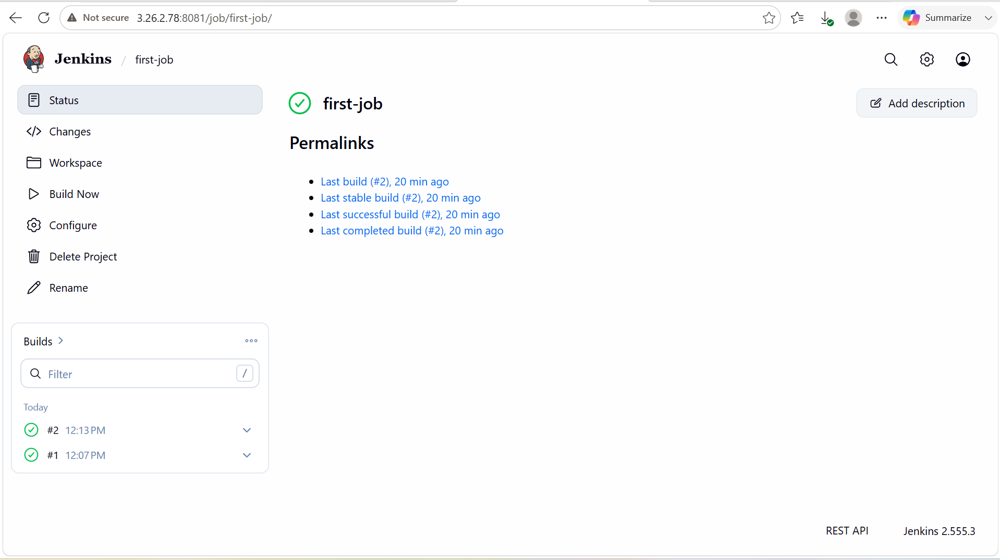 Not secure 3.26.2.78:8081/job/first-job/ Summarize
Jenkins / first-job
Status
Changes
Workspace
Build Now
Configure
Delete Project
Rename
first-job
Add description
Permalinks
Last build (#2), 20 min ago
Last stable build (#2), 20 min ago
Last successful build (#2), 20 min ago
Last completed build (#2), 20 min ago
Builds
Filter /
Today
#2 12:13 PM
#1 12:07 PM
REST API Jenkins 2.555.3